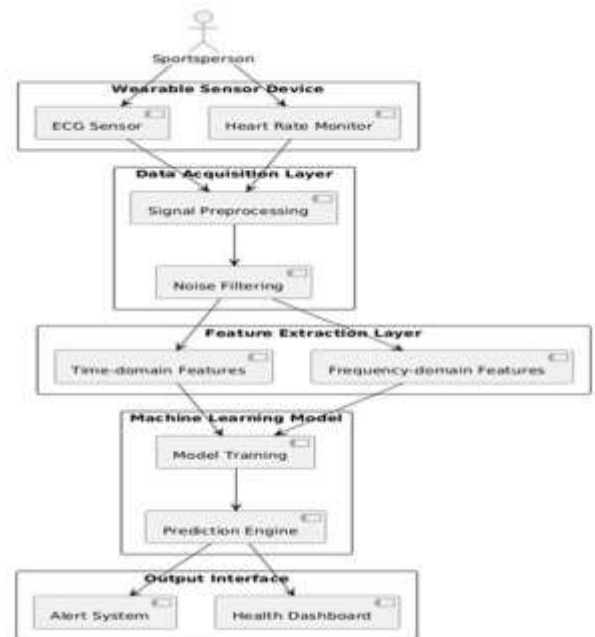 Sportsperson
Wearable Sensor Device
ECG Sensor
Heart Rate Monitor
Data Acquisition Layer
Signal Preprocessing
Noise Filtering
Feature Extraction Layer
Time-domain Features
Frequency-domain Features
Machine Learning Model
Model Training
Prediction Engine
Output Interface
Alert System
Health Dashboard